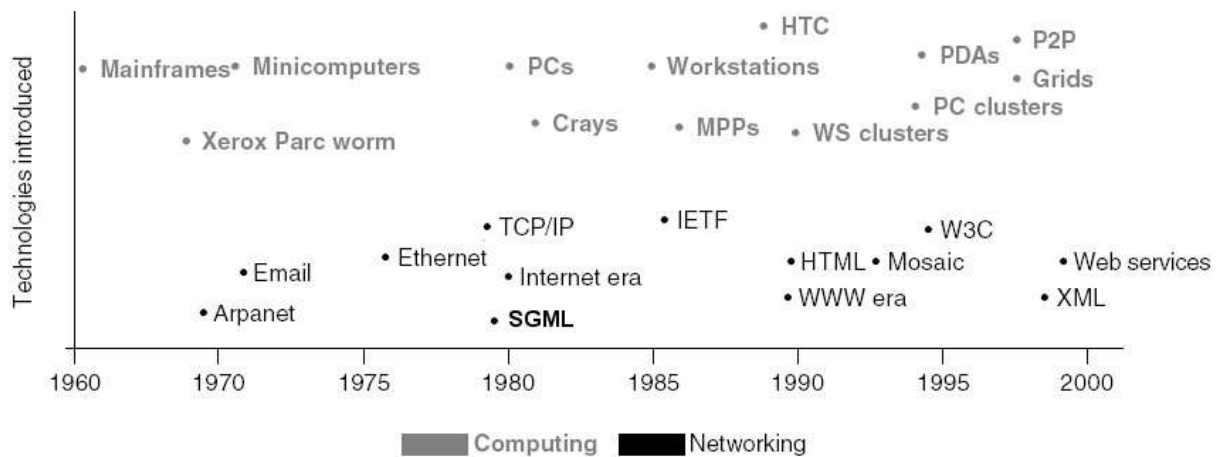 Technologies introduced
HTC
P2P
PDAs
Mainframes
Minicomputers
PCs
Workstations
Grids
PC clusters
Crays
MPPs
WS clusters
Xerox Parc worm
IETF
TCP/IP
W3C
Ethernet
HTML
Mosaic
Web services
Email
Internet era
WWW era
XML
Arpanet
SGML
1960 1970 1975 1980 1985 1990 1995 2000
Computing Networking